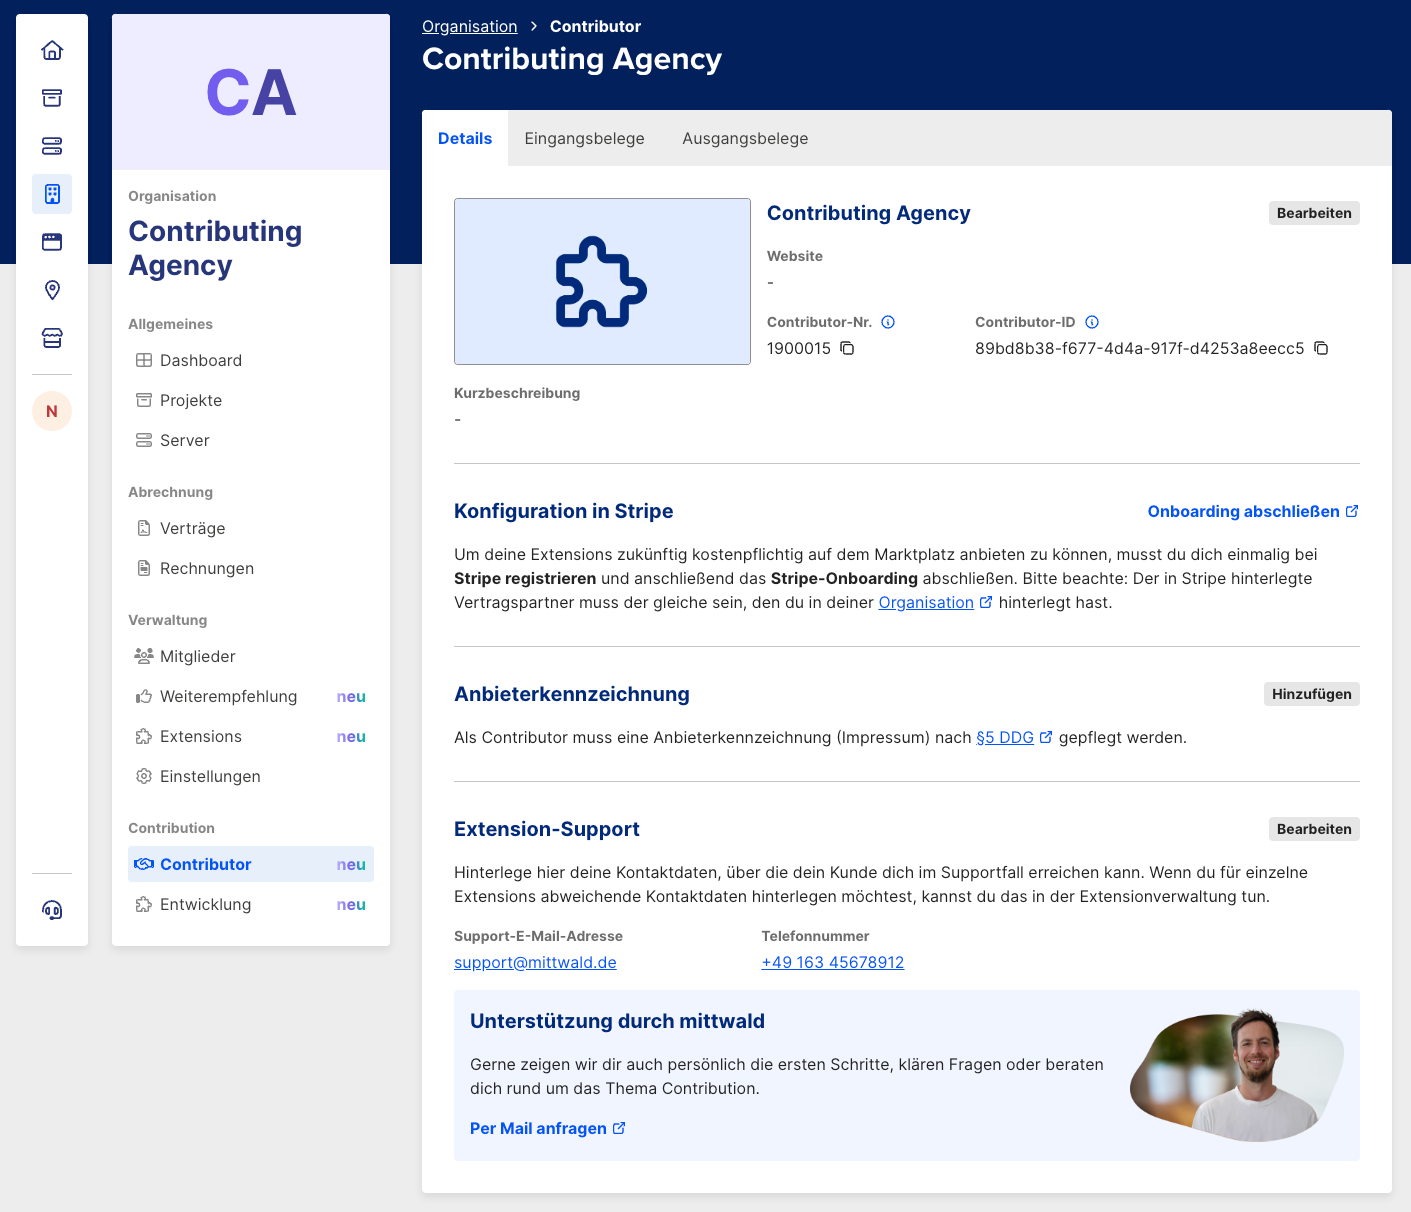 CA
Organisation
Contributing
Agency
Allgemeines
Dashboard
Projekte
Server
Abrechnung
Verträge
Rechnungen
Verwaltung
Mitglieder
Weiterempfehlung neu
Extensions neu
Einstellungen
Contribution
Contributor neu
Entwicklung neu
N
Organisation > Contributor
Contributing Agency
Details Eingangsbelege Ausgangsbelege
Contributing Agency Bearbeiten
Website
-
Contributor-Nr. Contributor-ID
1900015 89bd8b38-f677-4d4a-917f-d4253a8eecc5
Kurzbeschreibung
-
Konfiguration in Stripe Onboarding abschließen
Um deine Extensions zukünftig kostenpflichtig auf dem Marktplatz anbieten zu können, musst du dich einmalig bei
Stripe registrieren und anschließend das Stripe-Onboarding abschließen. Bitte beachte: Der in Stripe hinterlegte
Vertragspartner muss der gleiche sein, den du in deiner Organisation hinterlegt hast.
Anbieterkennzeichnung Hinzufügen
Als Contributor muss eine Anbieterkennzeichnung (Impressum) nach §5 DDG gepflegt werden.
Extension-Support Bearbeiten
Hinterlege hier deine Kontaktdaten, über die dein Kunde dich im Supportfall erreichen kann. Wenn du für einzelne
Extensions abweichende Kontaktdaten hinterlegen möchtest, kannst du das in der Extensionverwaltung tun.
Support-E-Mail-Adresse Telefonnummer
support@mittwald.de +49 163 45678912
Unterstützung durch mittwald
Gerne zeigen wir dir auch persönlich die ersten Schritte, klären Fragen oder beraten
dich rund um das Thema Contribution.
Per Mail anfragen